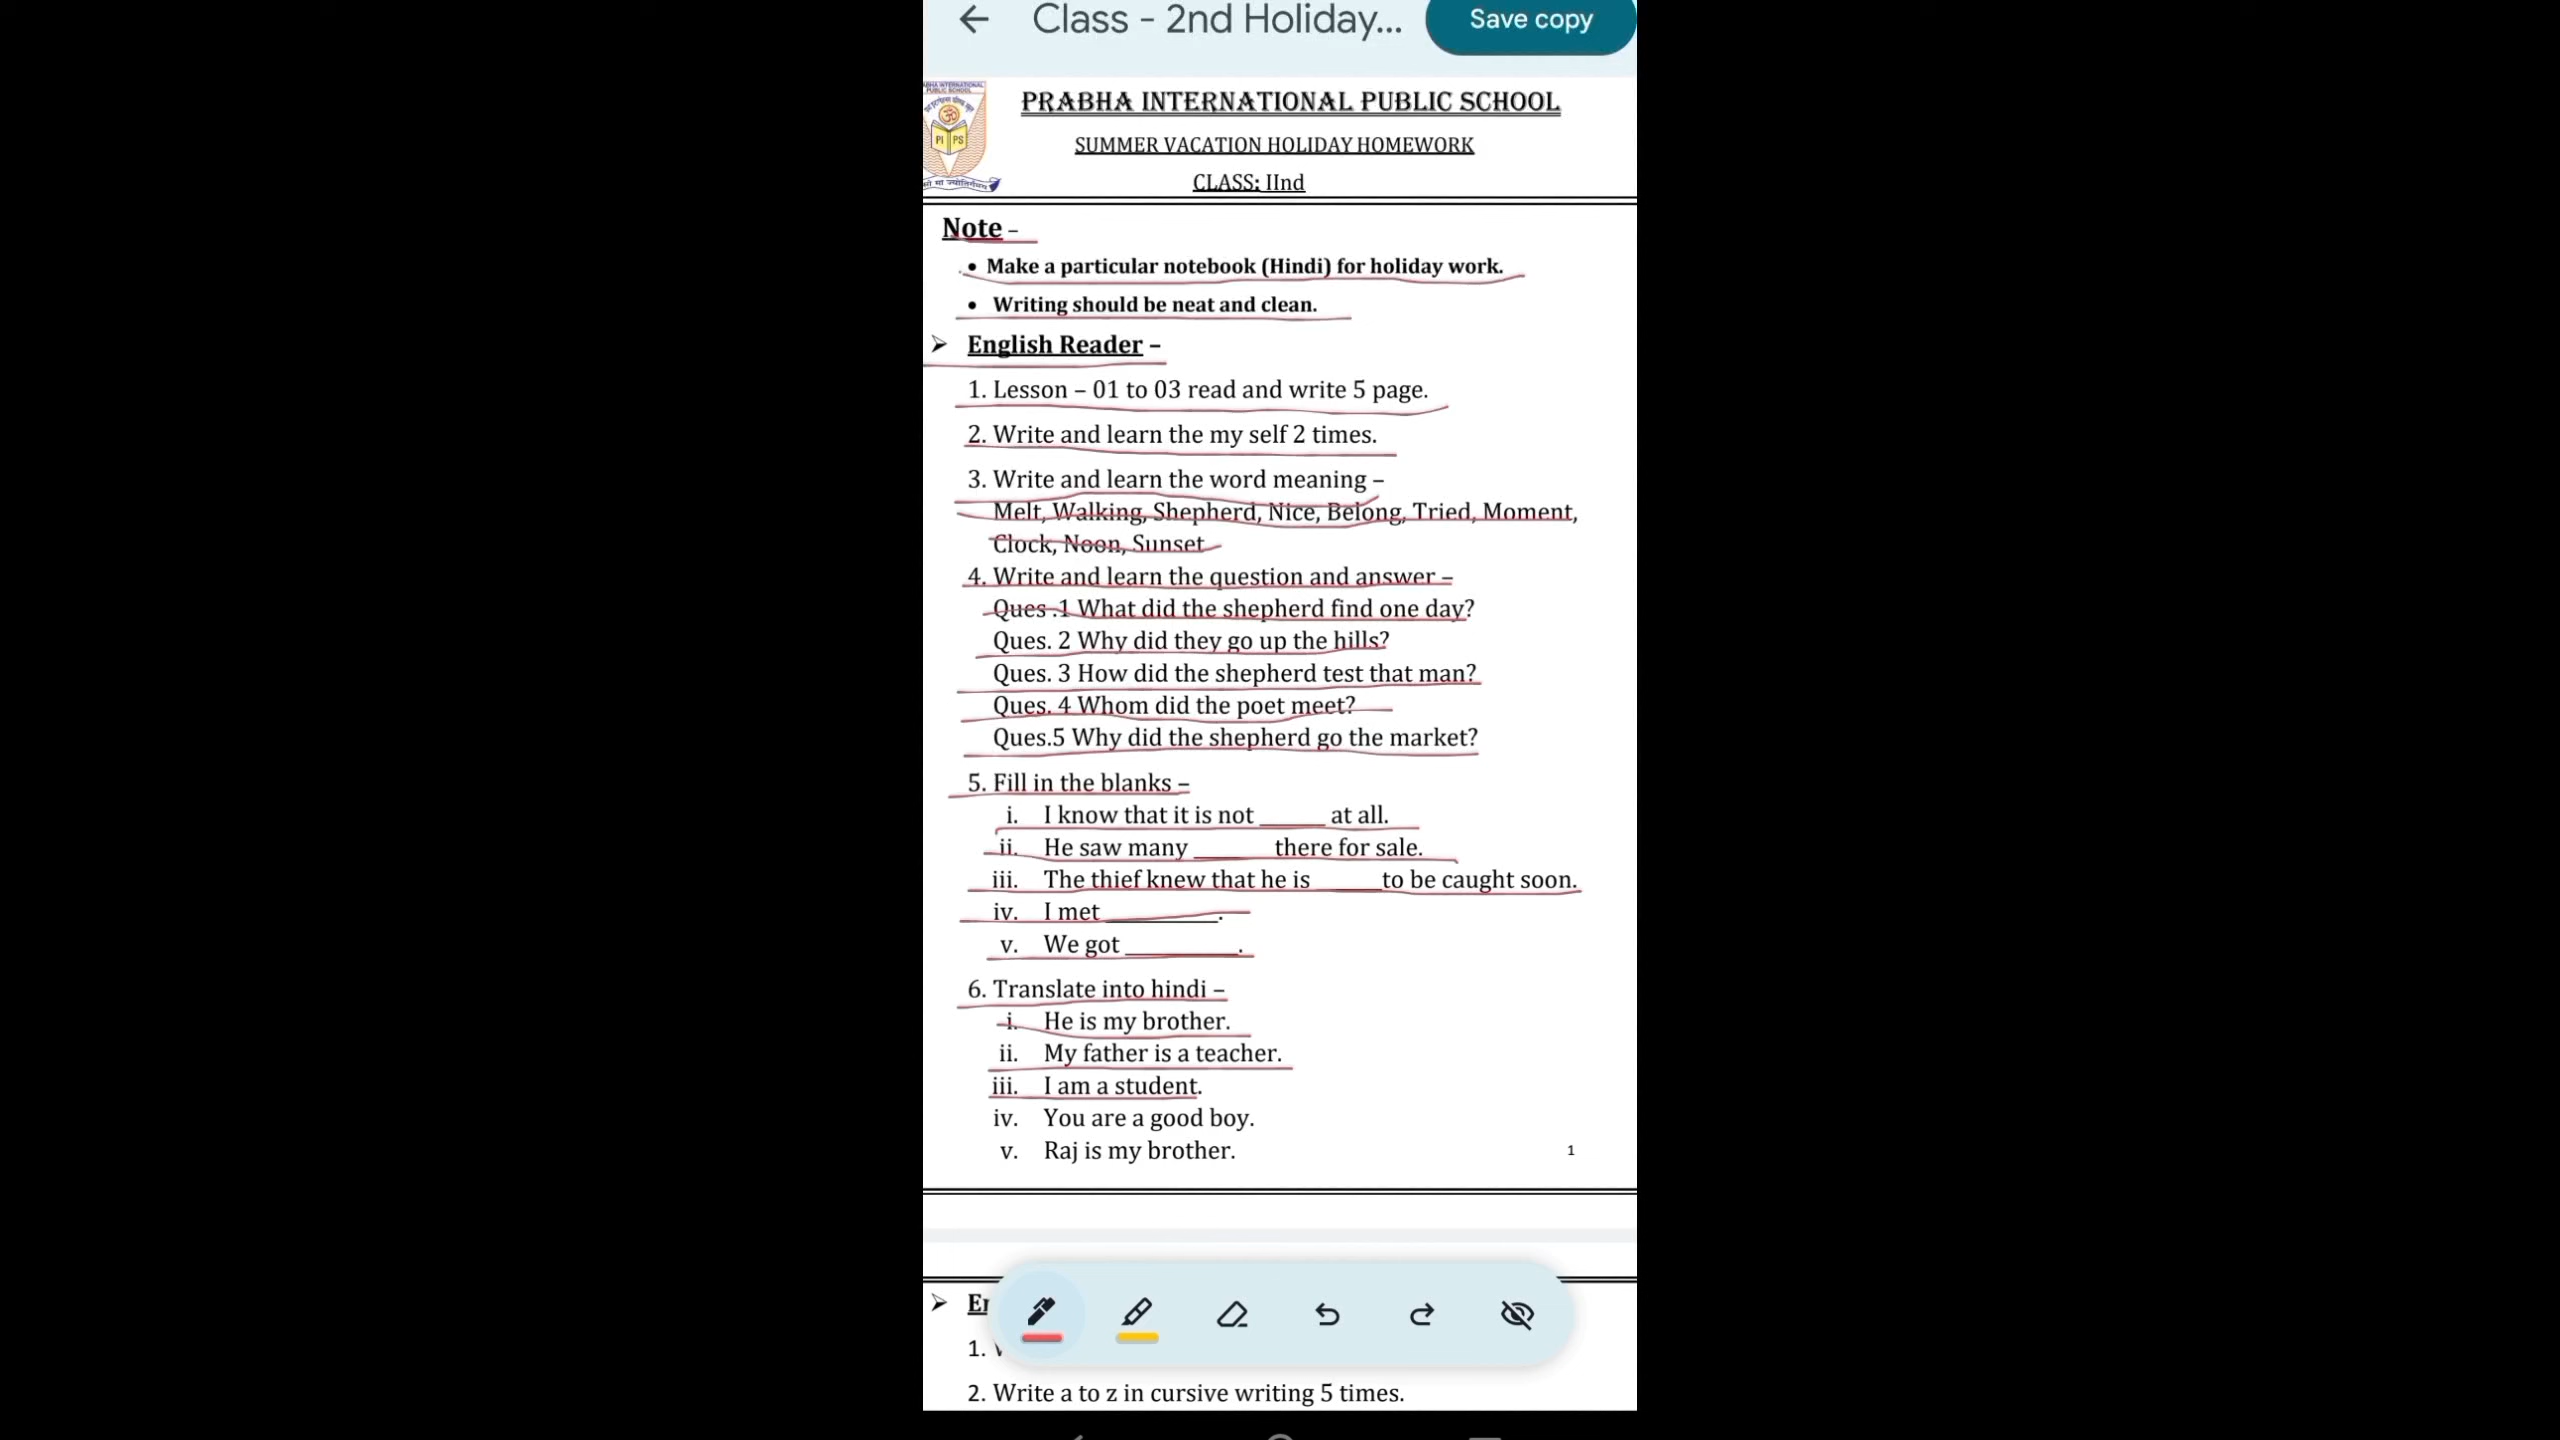 Class - 2nd Holiday...
Save copy
PUBLIC SCHOOL
PI PS
PRABHA INTERNATIONAL PUBLIC SCHOOL
SUMMER VACATION HOLIDAY HOMEWORK
CLASS: IInd
Note –
• Make a particular notebook (Hindi) for holiday work.
• Writing should be neat and clean.
➢ English Reader –
1. Lesson – 01 to 03 read and write 5 page.
2. Write and learn the my self 2 times.
3. Write and learn the word meaning –
Melt, Walking, Shepherd, Nice, Belong, Tried, Moment,
Clock, Noon, Sunset
4. Write and learn the question and answer –
Ques .1 What did the shepherd find one day?
Ques. 2 Why did they go up the hills?
Ques. 3 How did the shepherd test that man?
Ques. 4 Whom did the poet meet?
Ques.5 Why did the shepherd go the market?
5. Fill in the blanks –
i. I know that it is not ______ at all.
ii. He saw many _______ there for sale.
iii. The thief knew that he is ______ to be caught soon.
iv. I met __________.
v. We got __________.
6. Translate into hindi –
i. He is my brother.
ii. My father is a teacher.
iii. I am a student.
iv. You are a good boy.
v. Raj is my brother.
1
➢
1.
2. Write a to z in cursive writing 5 times.